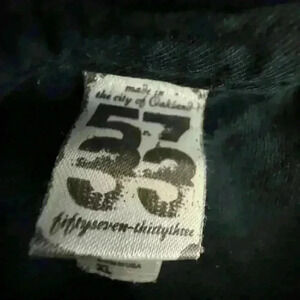 made in
the city of Oakland
57
33
fiftyseven-thirtythree
XL